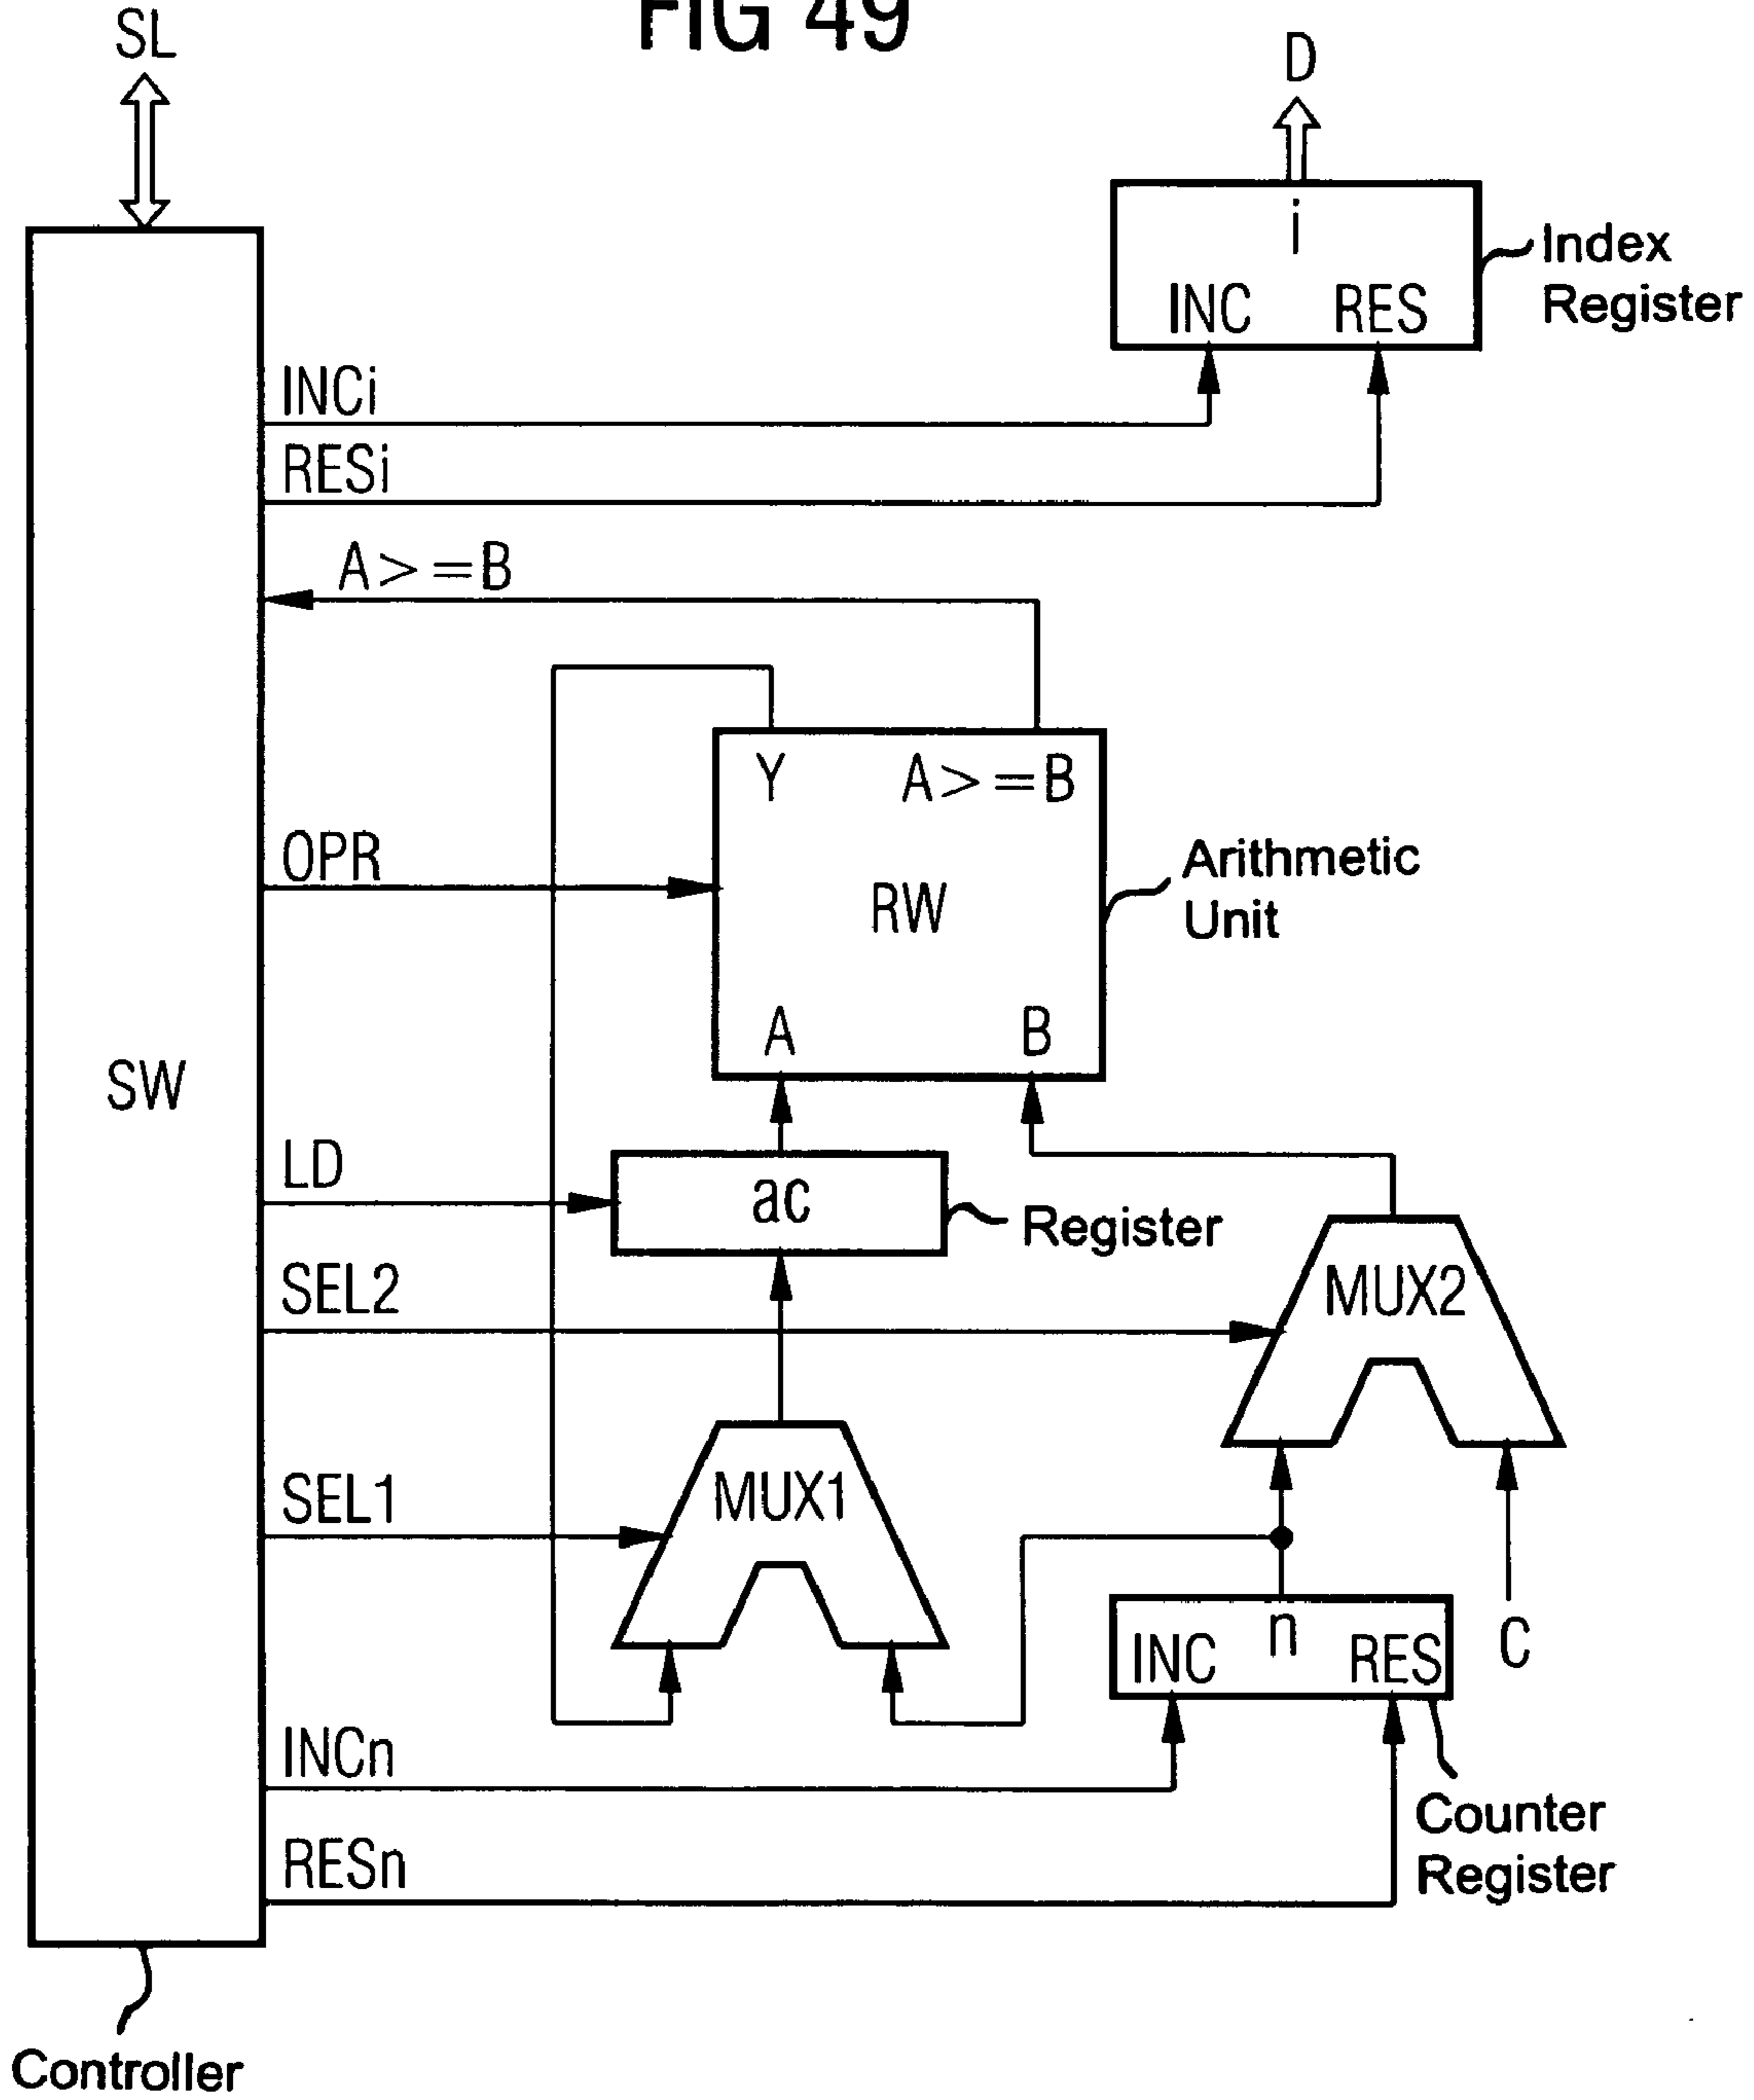 FIG 49
SL
D
i
INC RES
Index
Register
INCi
RESi
A>=B
Y A>=B
OPR
RW
Arithmetic
Unit
A B
SW
LD
ac
Register
SEL2
MUX2
SEL1
MUX1
n
INC RES
C
INCn
Counter
Register
RESn
Controller